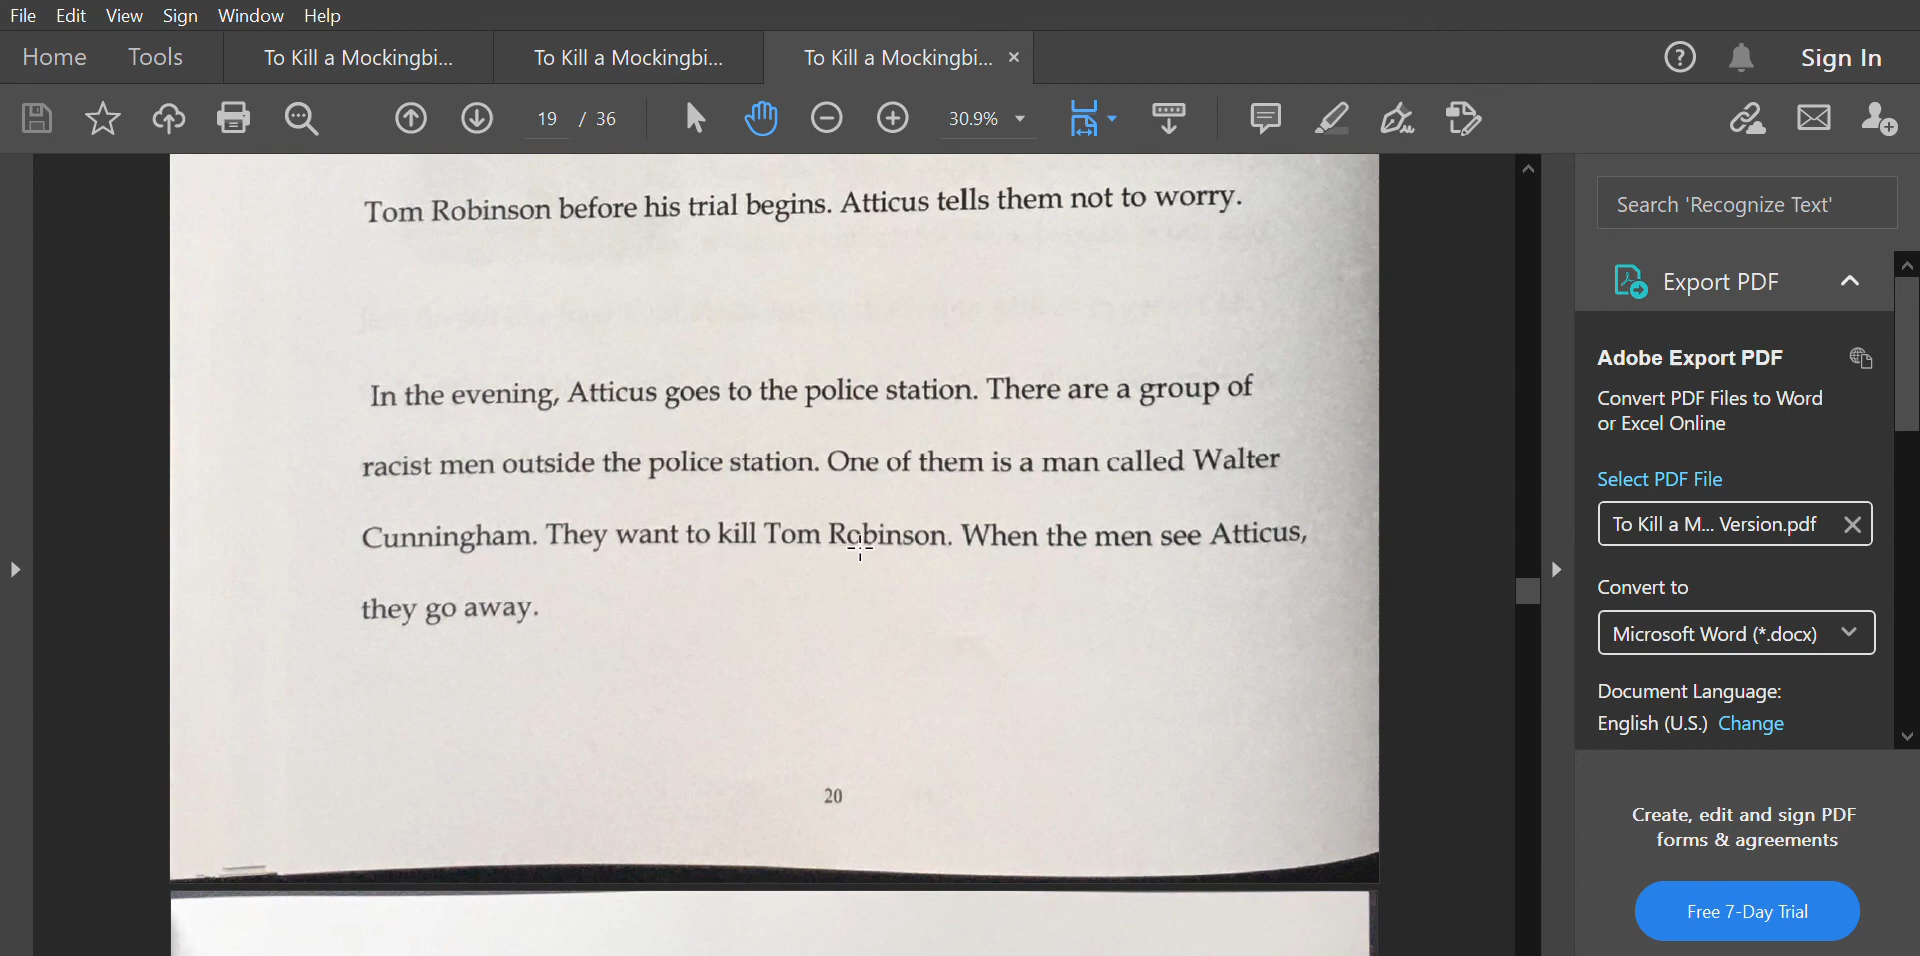 File Edit View Sign Window Help
Home Tools To Kill a Mockingbi... To Kill a Mockingbi... To Kill a Mockingbi... × Sign In
19 / 36 30.9%
Tom Robinson before his trial begins. Atticus tells them not to worry.
In the evening, Atticus goes to the police station. There are a group of
racist men outside the police station. One of them is a man called Walter
Cunningham. They want to kill Tom Robinson. When the men see Atticus,
they go away.
20
Search 'Recognize Text'
Export PDF
Adobe Export PDF
Convert PDF Files to Word
or Excel Online
Select PDF File
To Kill a M... Version.pdf
Convert to
Microsoft Word (*.docx)
Document Language:
English (U.S.) Change
Create, edit and sign PDF
forms & agreements
Free 7-Day Trial